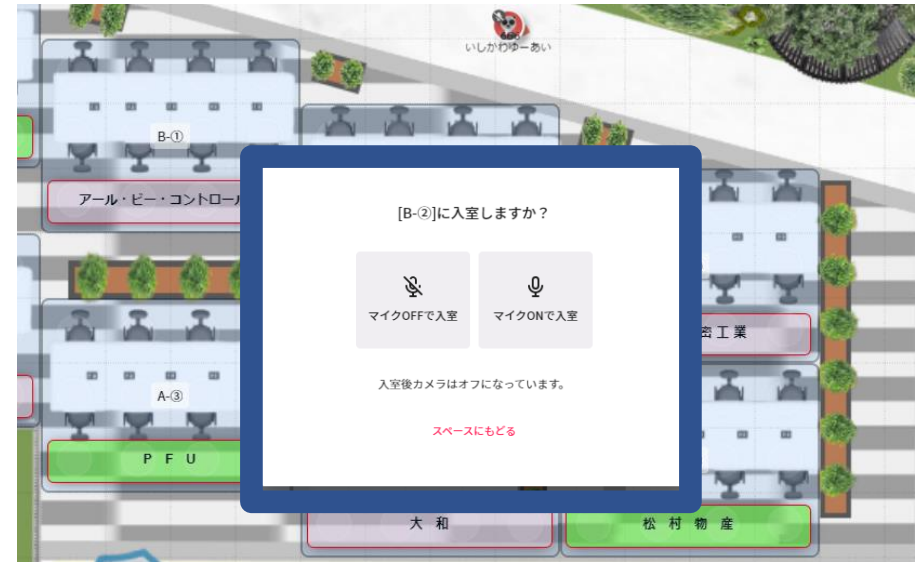 いしかわゆーあい
B-①
アール・ビー・コントロール
[B-②]に入室しますか？
マイクOFFで入室
マイクONで入室
入室後カメラはオフになっています。
スペースにもどる
密工業
A-③
PFU
大和
松村物産